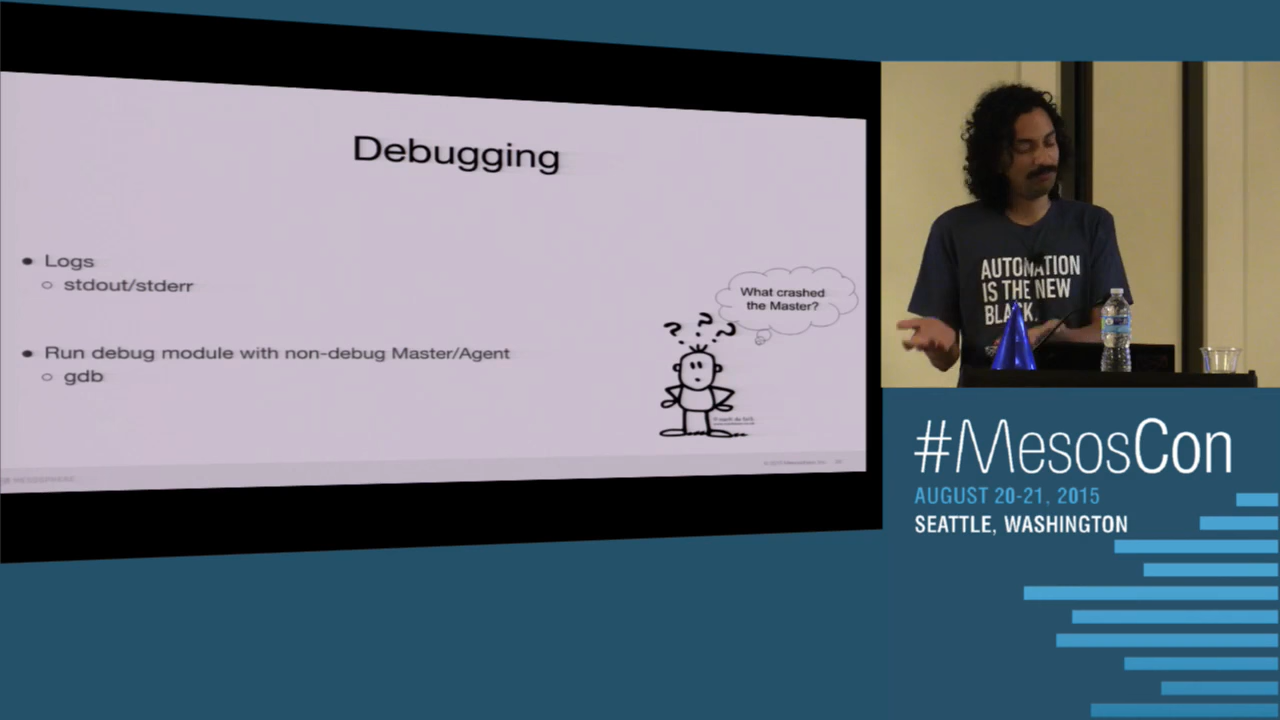 Debugging
● Logs
○ stdout/stderr
● Run debug module with non-debug Master/Agent
○ gdb
What crashed
the Master?
? ? ?
AUTOMATION
IS THE NEW
BLACK.
#MesosCon
AUGUST 20-21, 2015
SEATTLE, WASHINGTON